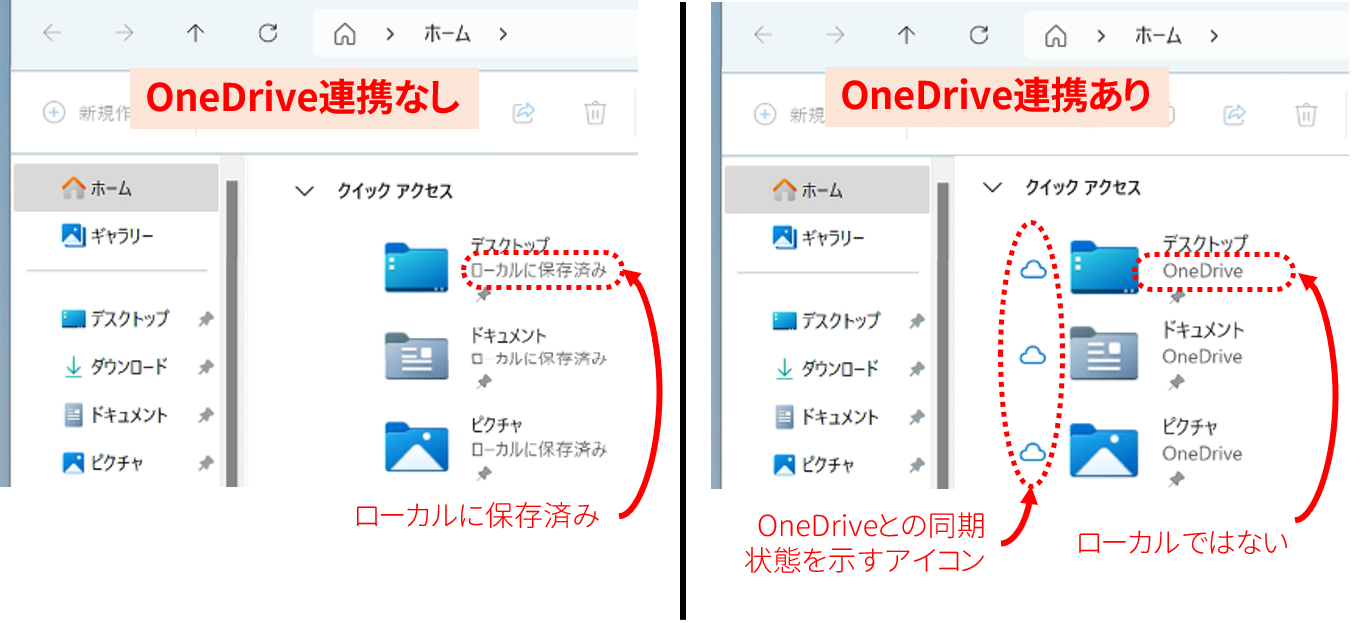 ホーム
OneDrive連携なし
新規作
ホーム
ギャラリー
デスクトップ
ダウンロード
ドキュメント
ピクチャ
クイック アクセス
デスクトップ
ローカルに保存済み
ドキュメント
ローカルに保存済み
ピクチャ
ローカルに保存済み
ローカルに保存済み
ホーム
OneDrive連携あり
新規
ホーム
ギャラリー
デスクトップ
ダウンロード
ドキュメント
ピクチャ
クイック アクセス
デスクトップ
OneDrive
ドキュメント
OneDrive
ピクチャ
OneDrive
OneDriveとの同期
状態を示すアイコン
ローカルではない